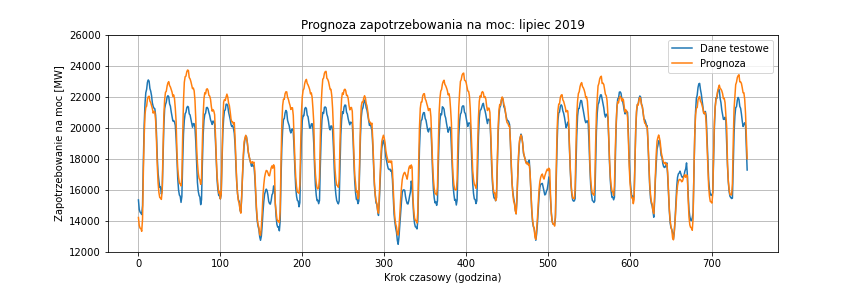 Prognoza zapotrzebowania na moc: lipiec 2019
Zapotrzebowanie na moc [MW]
26000
24000
22000
20000
18000
16000
14000
12000
Dane testowe
Prognoza
0 100 200 300 400 500 600 700
Krok czasowy (godzina)